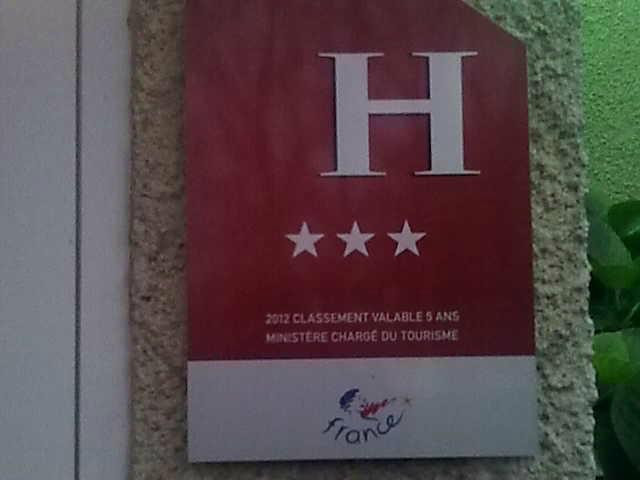 H
2012 CLASSEMENT VALABLE 5 ANS
MINISTÈRE CHARGÉ DU TOURISME
france